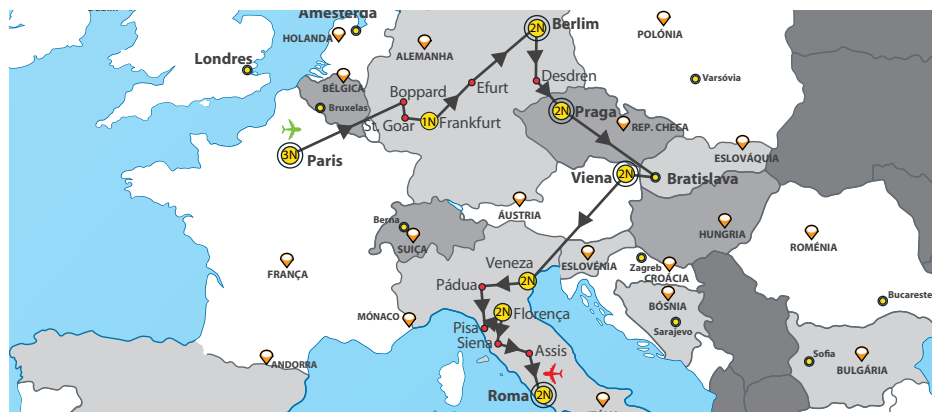 Amesterda
HOLANDA
Londres
ALEMANHA
2N
Berlim
POLÓNIA
BÉLGICA
Bruxelas
Boppard
Efurt
Desdren
Varsóvia
St. Goar
1N
Frankfurt
2N
Praga
REP. CHECA
3N
Paris
ESLOVÁQUIA
Viena
2N
Bratislava
Berna
SUIÇA
ÁUSTRIA
HUNGRIA
ROMÉNIA
FRANÇA
Veneza
2N
ESLOVÉNIA
Zagreb
CROÁCIA
Pádua
BÓSNIA
Bucareste
MÓNACO
2N
Florença
Pisa
Siena
Sarajevo
Assis
Sofia
BULGÁRIA
ANDORRA
Roma
2N